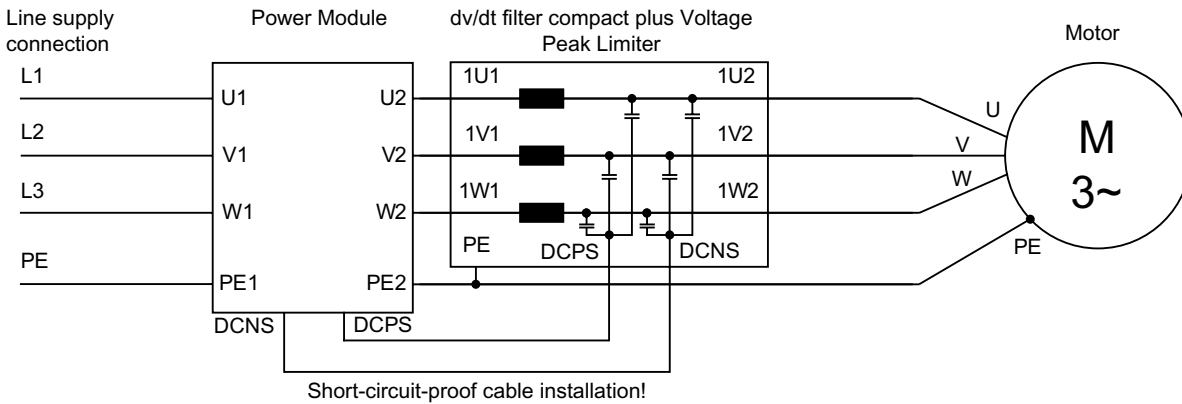 Line supply
connection
Power Module
dv/dt filter compact plus Voltage
Peak Limiter
Motor
L1
1U1
1U2
U1
U2
U
L2
1V1
1V2
V1
V2
V
M
3~
L3
1W1
1W2
W
W1
W2
PE
PE
DCPS
DCNS
PE
PE1
PE2
DCNS
DCPS
Short-circuit-proof cable installation!